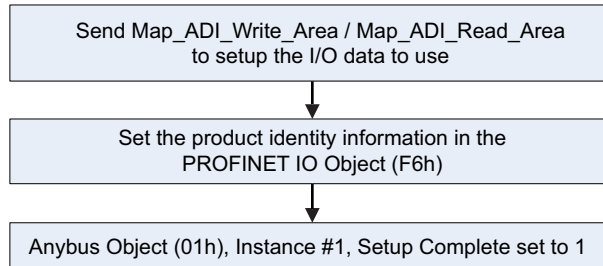 Send Map_ADI_Write_Area / Map_ADI_Read_Area
to setup the I/O data to use
Set the product identity information in the
PROFINET IO Object (F6h)
Anybus Object (01h), Instance #1, Setup Complete set to 1